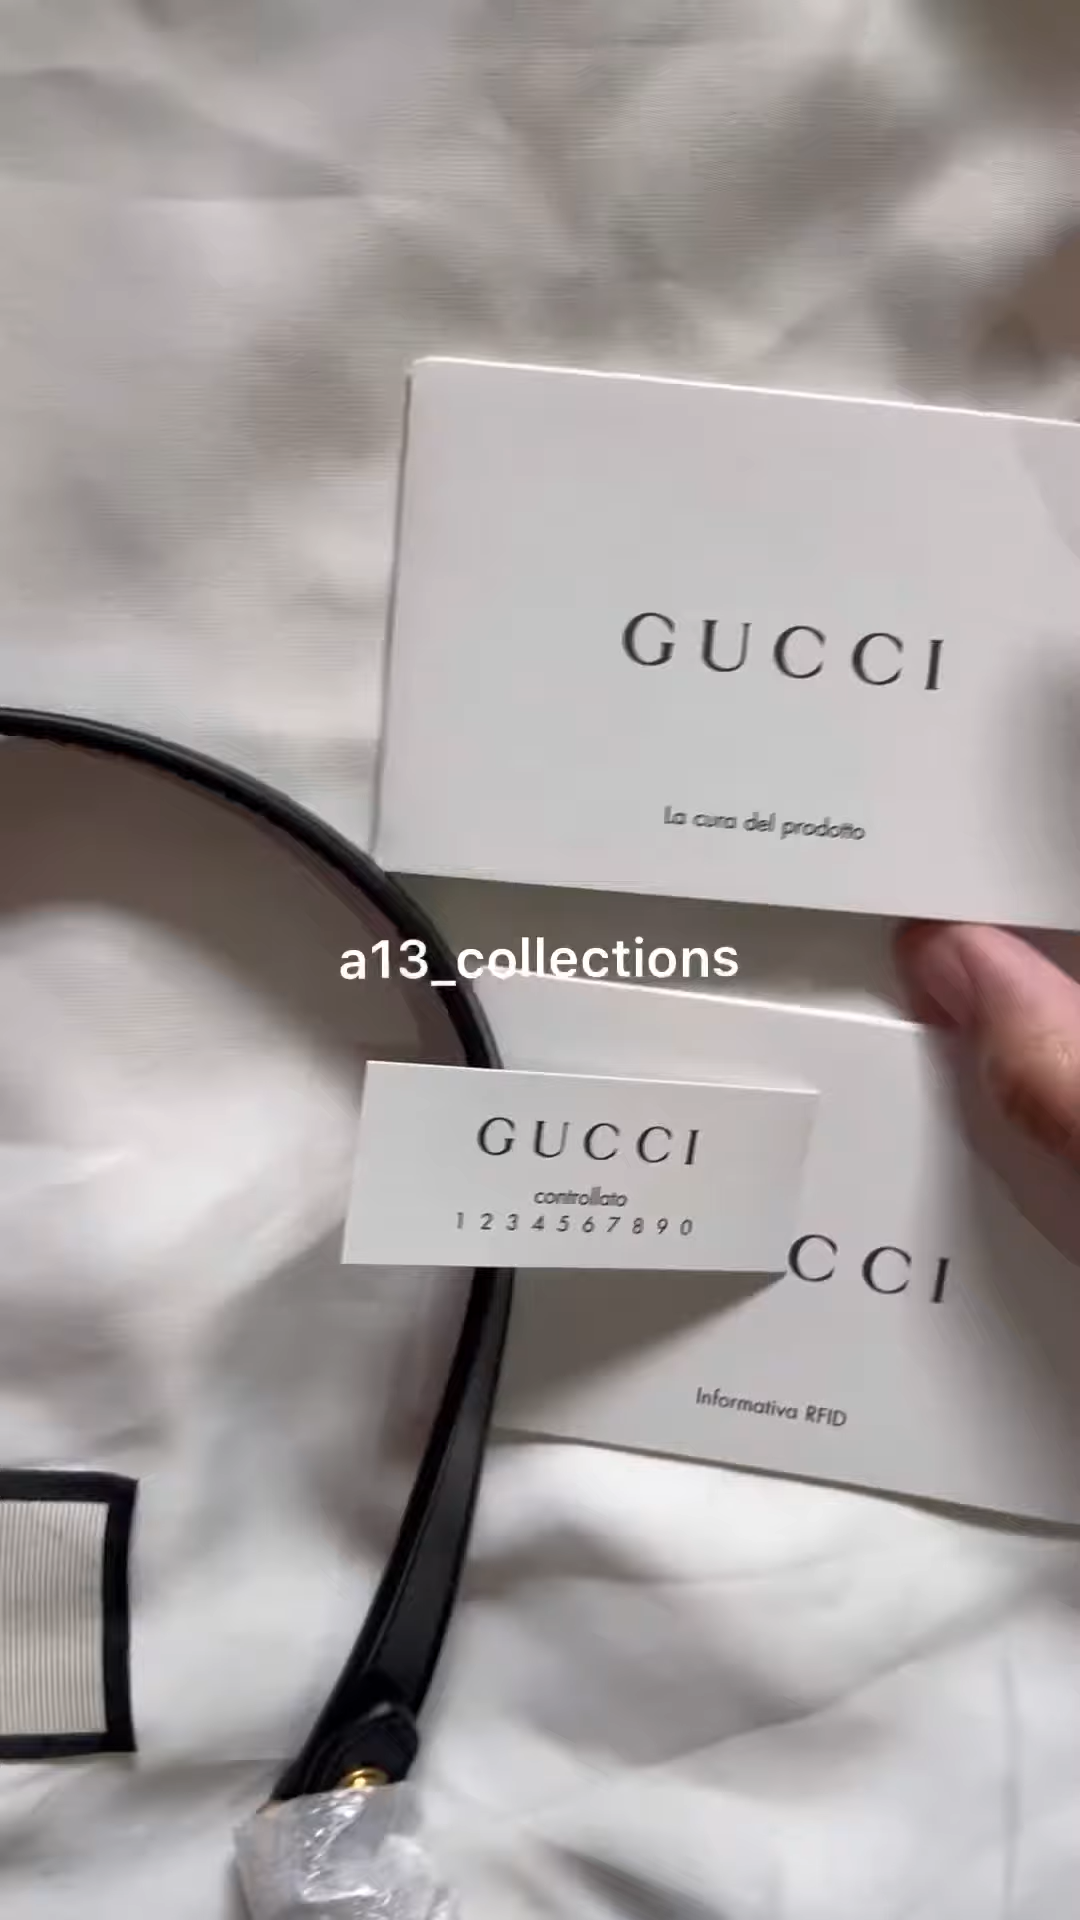 GUCCI
La cura del prodotto
a13_collections
GUCCI
controllato
1 2 3 4 5 6 7 8 9 0
CCI
Informativa RFID